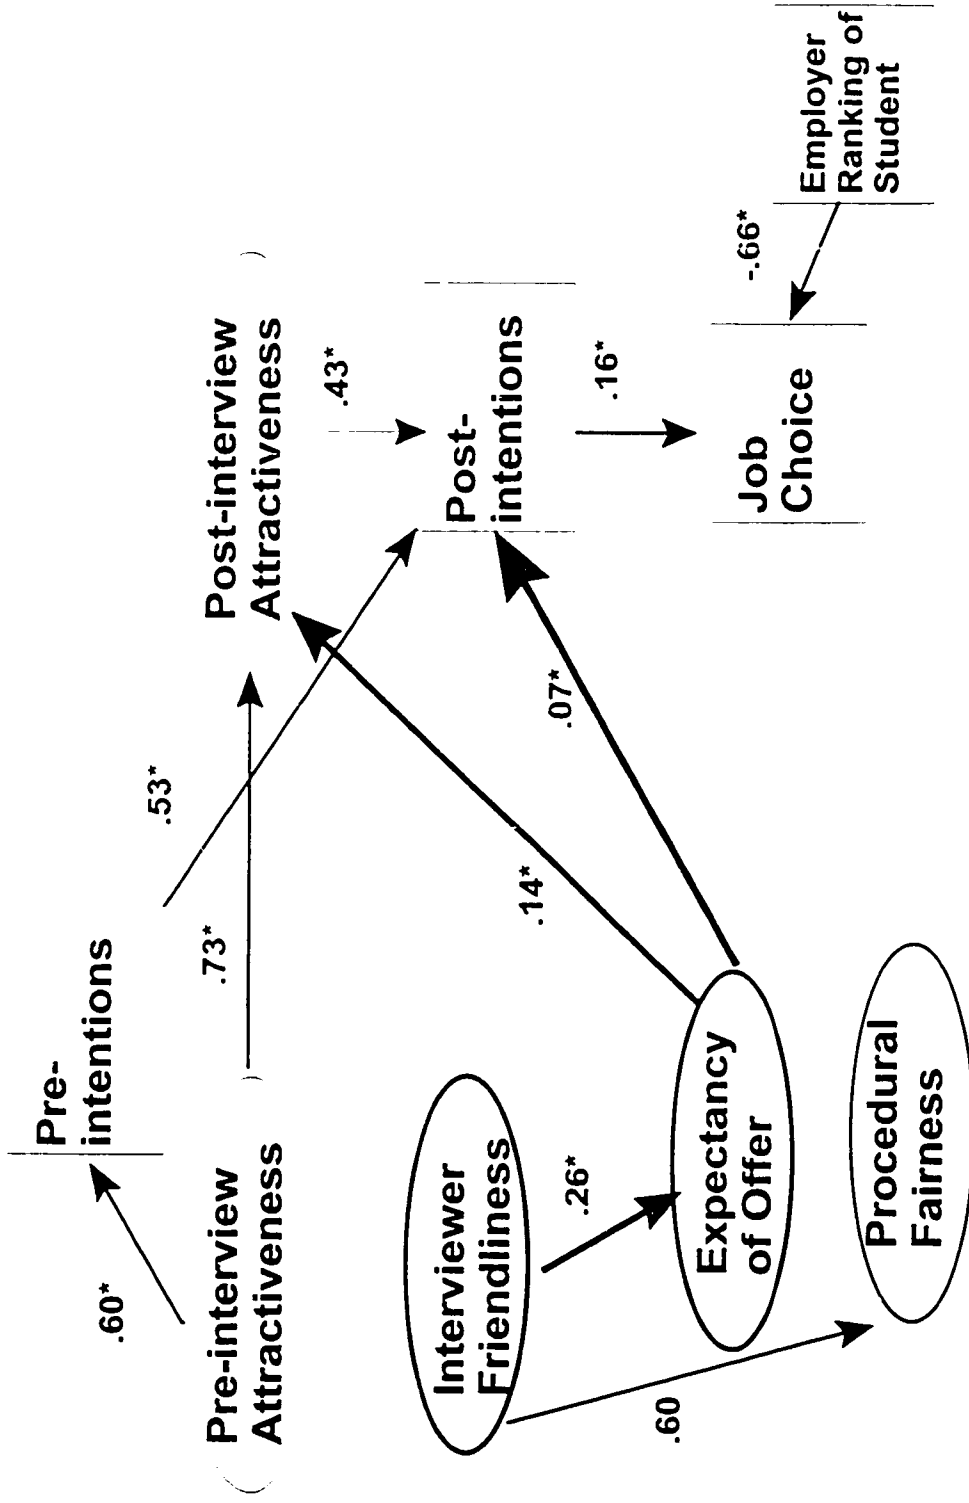 .60*
Pre-
intentions
.53*
Pre-interview
Attractiveness
.73*
Post-interview
Attractiveness
.43*
Interviewer
Friendliness
.26*
.14*
.07*
Post-
intentions
.16*
Expectancy
of Offer
.60
Procedural
Fairness
Job
Choice
-.66*
Employer
Ranking of
Student